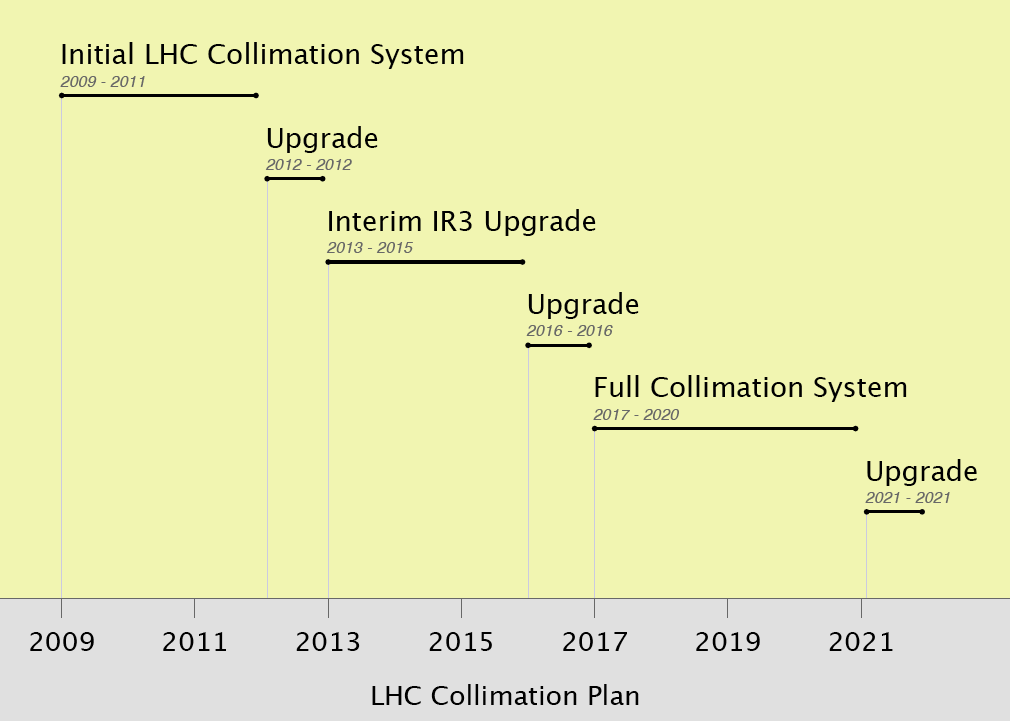 Initial LHC Collimation System
2009 - 2011
Upgrade
2012 - 2012
Interim IR3 Upgrade
2013 - 2015
Upgrade
2016 - 2016
Full Collimation System
2017 - 2020
Upgrade
2021 - 2021
2009 2011 2013 2015 2017 2019 2021
LHC Collimation Plan